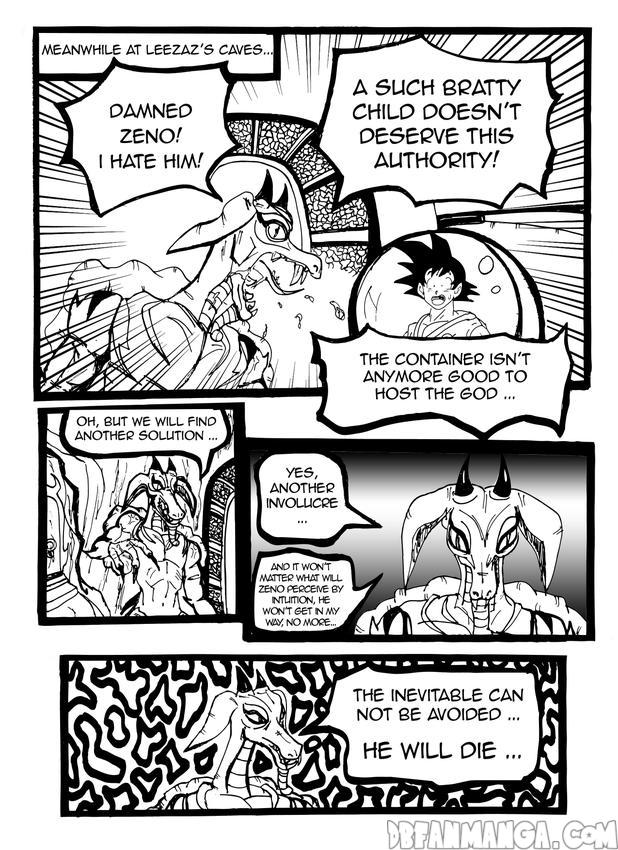 MEANWHILE AT LEEZAZ'S CAVES...
DAMNED
ZENO!
I HATE HIM!
A SUCH BRATTY
CHILD DOESN'T
DESERVE THIS
AUTHORITY!
THE CONTAINER ISN'T
ANYMORE GOOD TO
HOST THE GOD ...
OH, BUT WE WILL FIND
ANOTHER SOLUTION ...
YES,
ANOTHER
INVOLUCRE
...
AND IT WON'T
MATTER WHAT WILL
ZENO PERCEIVE BY
INTUITION, HE
WON'T GET IN MY
WAY, NO MORE...
THE INEVITABLE CAN
NOT BE AVOIDED ...
HE WILL DIE ...
DBFANMANGA.COM